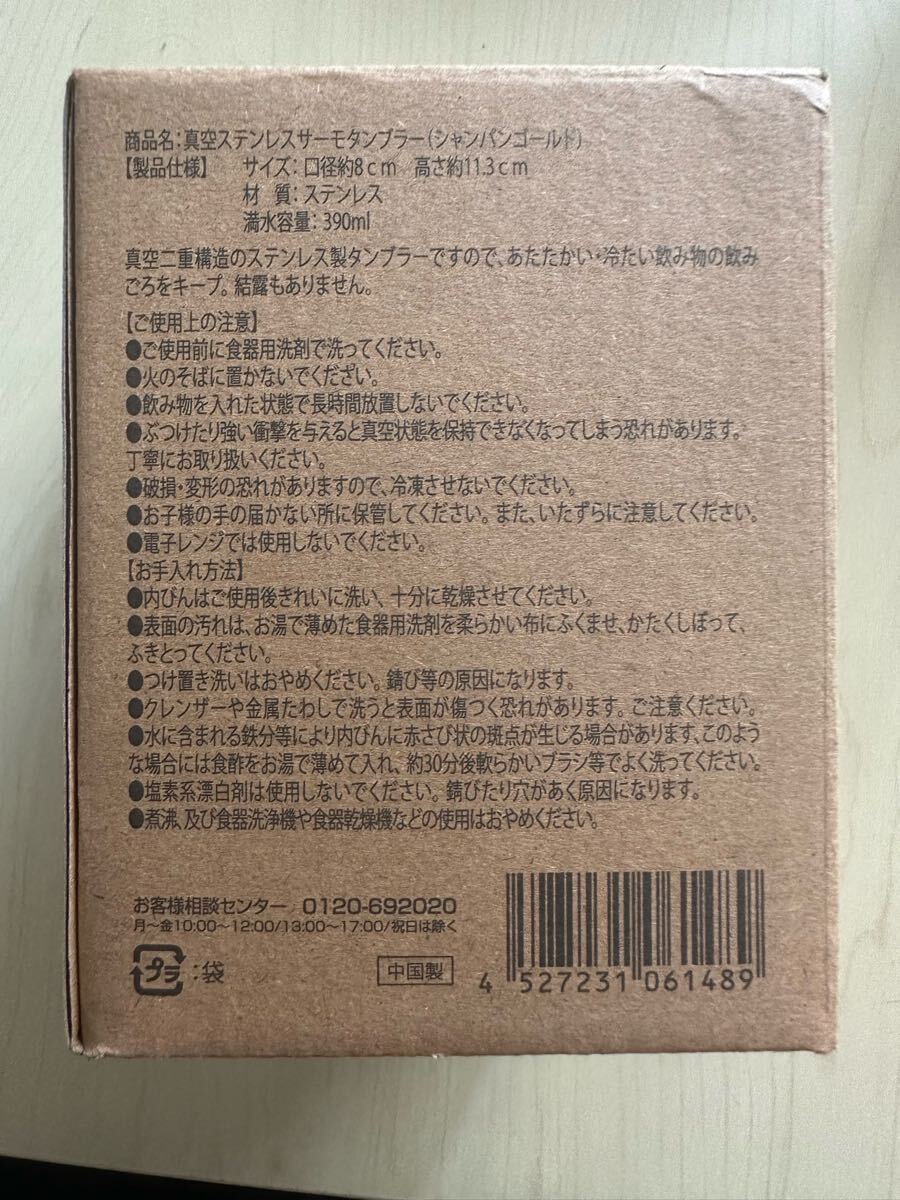 商品名：真空ステンレスサーモタンブラー（シャンパンゴールド）
【製品仕様】 サイズ：口径約8cm 高さ約11.3cm
材 質：ステンレス
満水容量：390ml
真空二重構造のステンレス製タンブラーですので、あたたかい・冷たい飲み物の飲み
ごろをキープ。結露もありません。
【ご使用上の注意】
●ご使用前に食器用洗剤で洗ってください。
●火のそばに置かないでください。
●飲み物を入れた状態で長時間放置しないでください。
●ぶつけたり強い衝撃を与えると真空状態を保持できなくなってしまう恐れがあります。
丁寧にお取り扱いください。
●破損・変形の恐れがありますので、冷凍させないでください。
●お子様の手の届かない所に保管してください。また、いたずらに注意してください。
●電子レンジでは使用しないでください。
【お手入れ方法】
●内びんはご使用後きれいに洗い、十分に乾燥させてください。
●表面の汚れは、お湯で薄めた食器用洗剤を柔らかい布にふくませ、かたくしぼって、
ふきとってください。
●つけ置き洗いはおやめください。錆び等の原因になります。
●クレンザーや金属たわしで洗うと表面が傷つく恐れがあります。ご注意ください。
●水に含まれる鉄分等により内びんに赤さび状の斑点が生じる場合があります、このよう
な場合には食酢をお湯で薄めて入れ、約30分後軟らかいブラシ等でよく洗ってください。
●塩素系漂白剤は使用しないでください。錆びたり穴があく原因になります。
●煮沸、及び食器洗浄機や食器乾燥機などの使用はおやめください。
お客様相談センター 0120-692020
月～金10:00～12:00/13:00～17:00/祝日は除く
プラ：袋 中国製
4 527231 061489